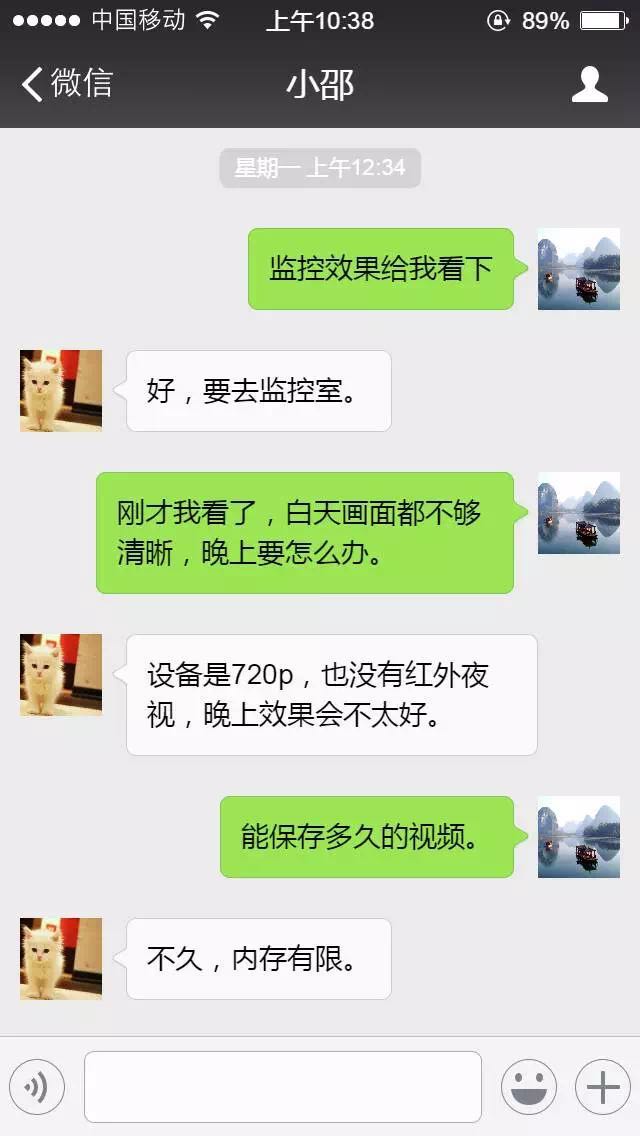 中国移动 上午10:38 89%
微信 小邵
星期一 上午12:34
监控效果给我看下
好，要去监控室。
刚才我看了，白天画面都不够
清晰，晚上要怎么办。
设备是720p，也没有红外夜
视，晚上效果会不太好。
能保存多久的视频。
不久，内存有限。